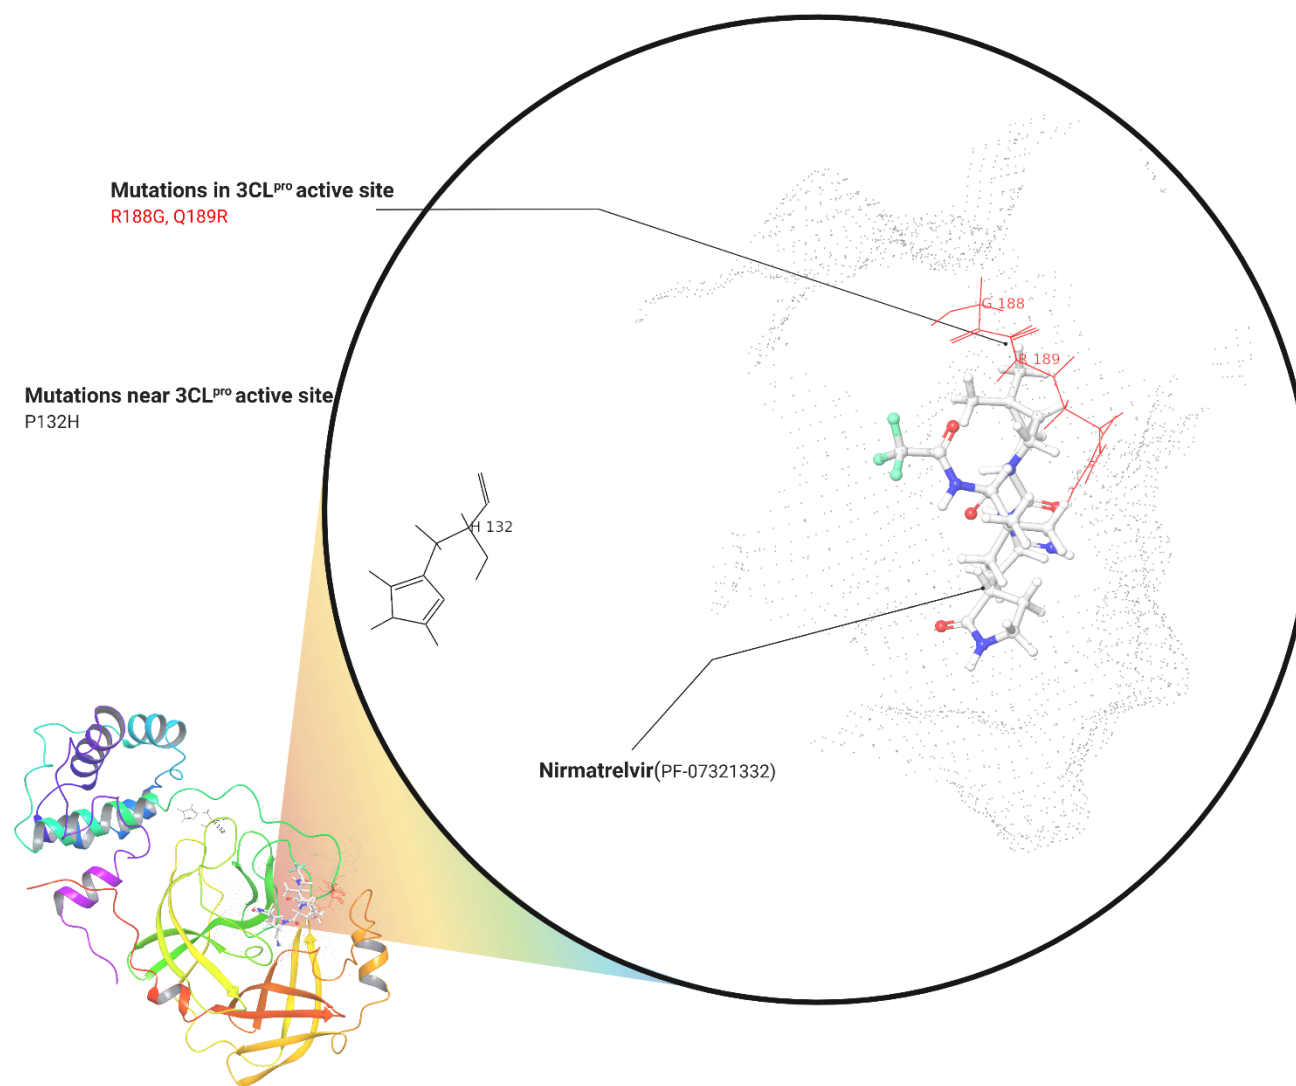 Mutations in 3CLᵖʳᵒ active site
R188G, Q189R
G 188
R 189
Mutations near 3CLᵖʳᵒ active site
P132H
H 132
Nirmatrelvir(PF-07321332)